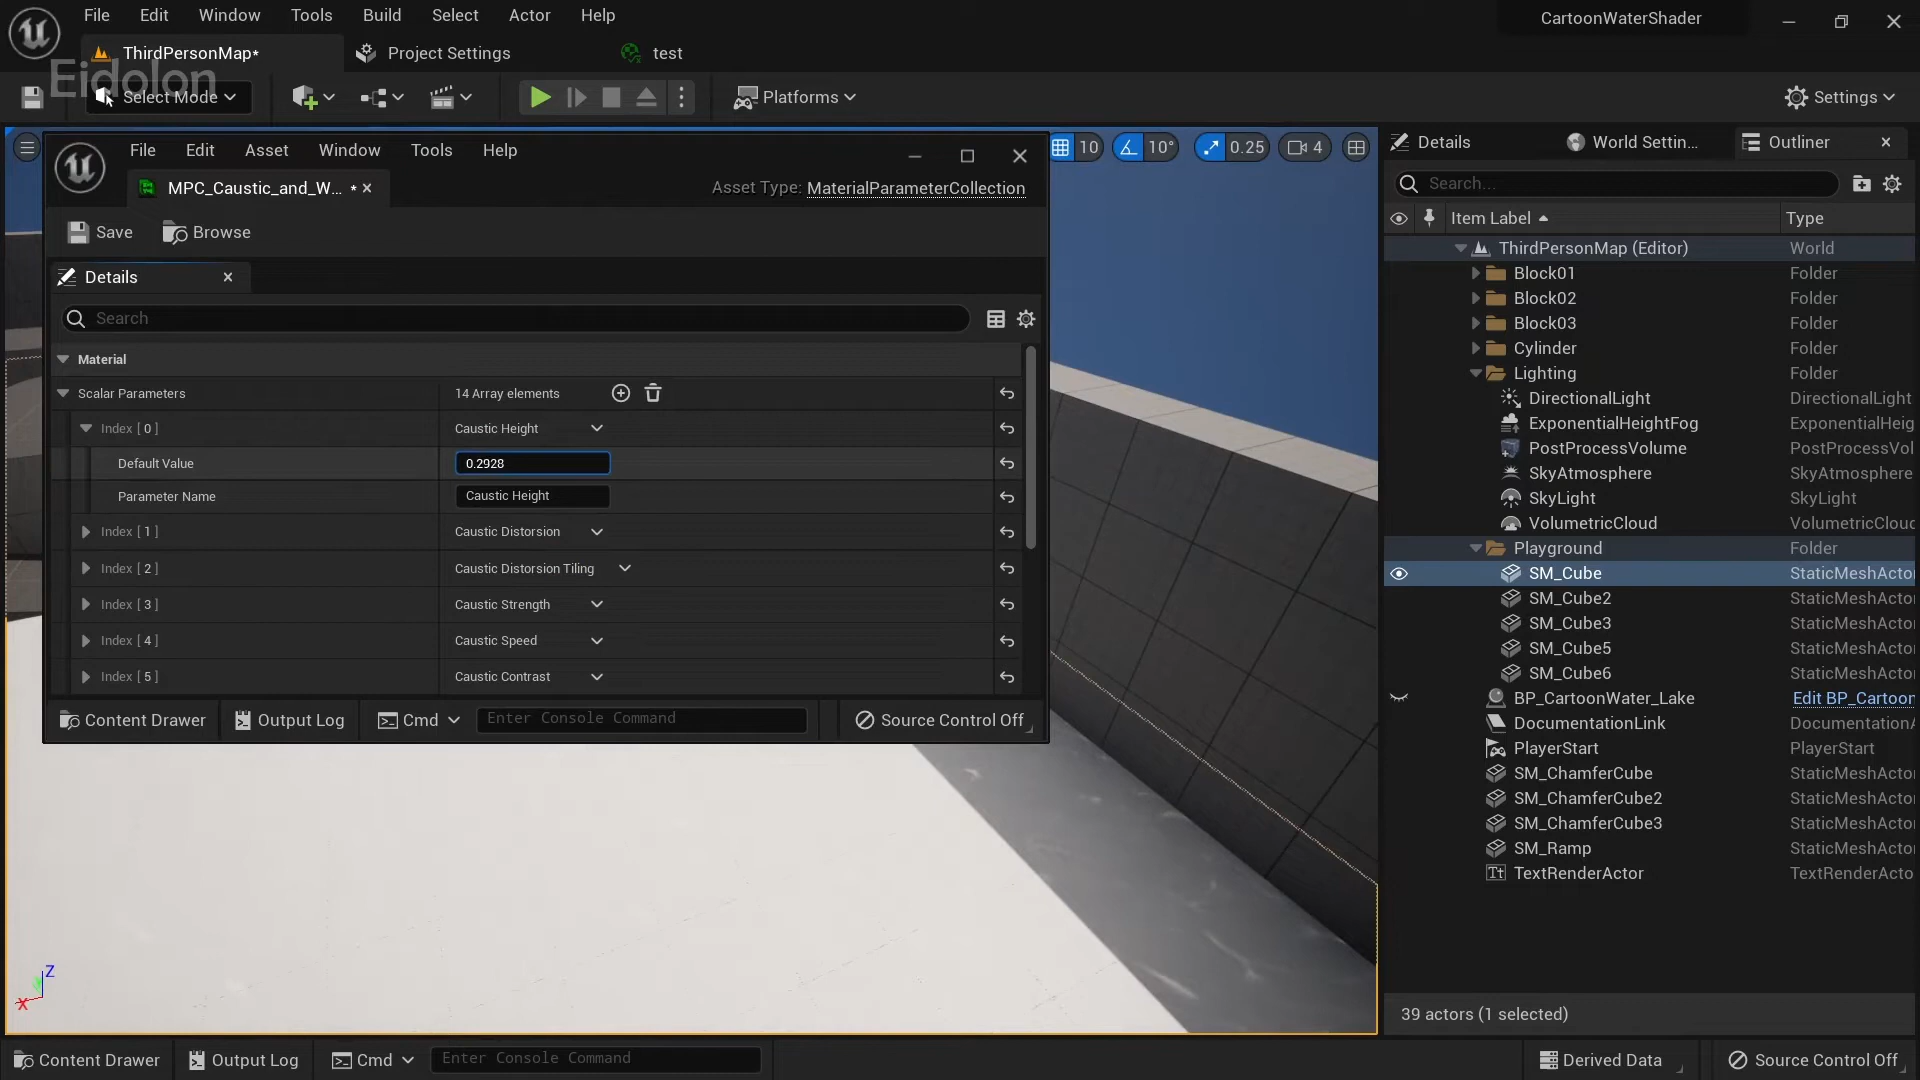 File Edit Window Tools Build Select Actor Help
CartoonWaterShader
ThirdPersonMap*
Project Settings
test
Eidolon
Select Mode
Platforms
Settings
File Edit Asset Window Tools Help
10
10°
0.25
4
Details
World Settin...
Outliner
MPC_Caustic_and_W... *
Asset Type: MaterialParameterCollection
Search...
Save
Browse
Item Label
Type
ThirdPersonMap (Editor) World
Details
Block01 Folder
Block02 Folder
Search
Block03 Folder
Cylinder Folder
Material
Lighting Folder
Scalar Parameters 14 Array elements
DirectionalLight DirectionalLight
ExponentialHeightFog ExponentialHeig
Index [ 0 ] Caustic Height
PostProcessVolume PostProcessVol
Default Value 0.2928
SkyAtmosphere SkyAtmosphere
Parameter Name Caustic Height
SkyLight SkyLight
VolumetricCloud VolumetricCloud
Index [ 1 ] Caustic Distorsion
Playground Folder
Index [ 2 ] Caustic Distorsion Tiling
SM_Cube StaticMeshActo
SM_Cube2 StaticMeshActo
Index [ 3 ] Caustic Strength
SM_Cube3 StaticMeshActo
Index [ 4 ] Caustic Speed
SM_Cube5 StaticMeshActo
Index [ 5 ] Caustic Contrast
SM_Cube6 StaticMeshActo
BP_CartoonWater_Lake Edit BP_Cartoon
Content Drawer Output Log Cmd Enter Console Command Source Control Off
DocumentationLink DocumentationA
PlayerStart PlayerStart
SM_ChamferCube StaticMeshActo
SM_ChamferCube2 StaticMeshActo
SM_ChamferCube3 StaticMeshActo
SM_Ramp StaticMeshActo
TextRenderActor TextRenderActo
Z
X
39 actors (1 selected)
Content Drawer Output Log Cmd Enter Console Command Derived Data Source Control Off